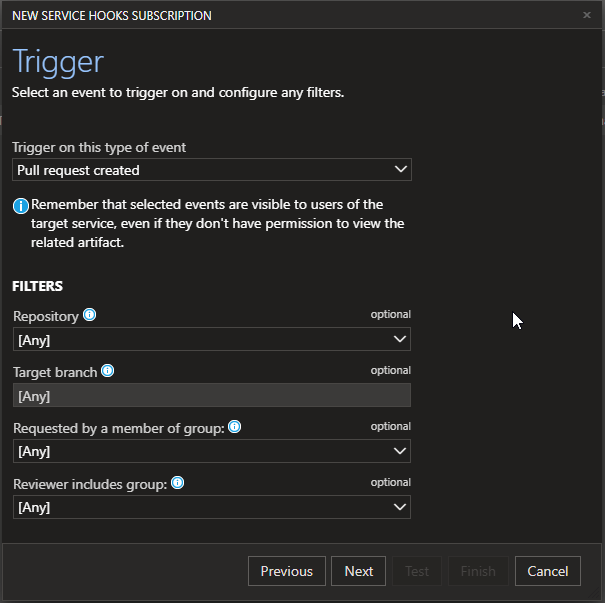 NEW SERVICE HOOKS SUBSCRIPTION
Trigger
Select an event to trigger on and configure any filters.
Trigger on this type of event
Pull request created
Remember that selected events are visible to users of the
target service, even if they don't have permission to view the
related artifact.
FILTERS
Repository optional
[Any]
Target branch optional
[Any]
Requested by a member of group: optional
[Any]
Reviewer includes group: optional
[Any]
Previous Next Test Finish Cancel